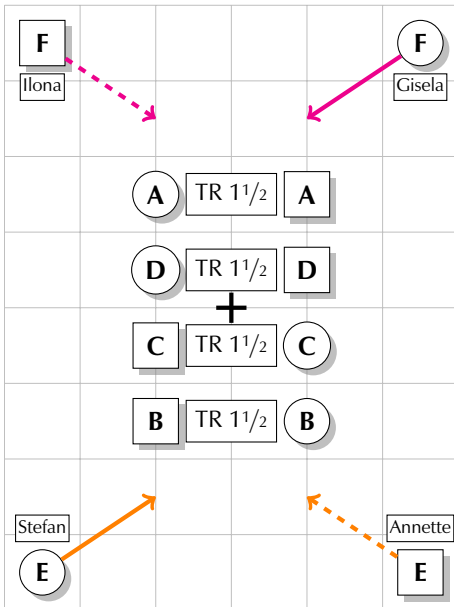 F F
Ilona Gisela
A TR 1¹/₂ A
D TR 1¹/₂ D
C TR 1¹/₂ C
B TR 1¹/₂ B
Stefan Annette
E E